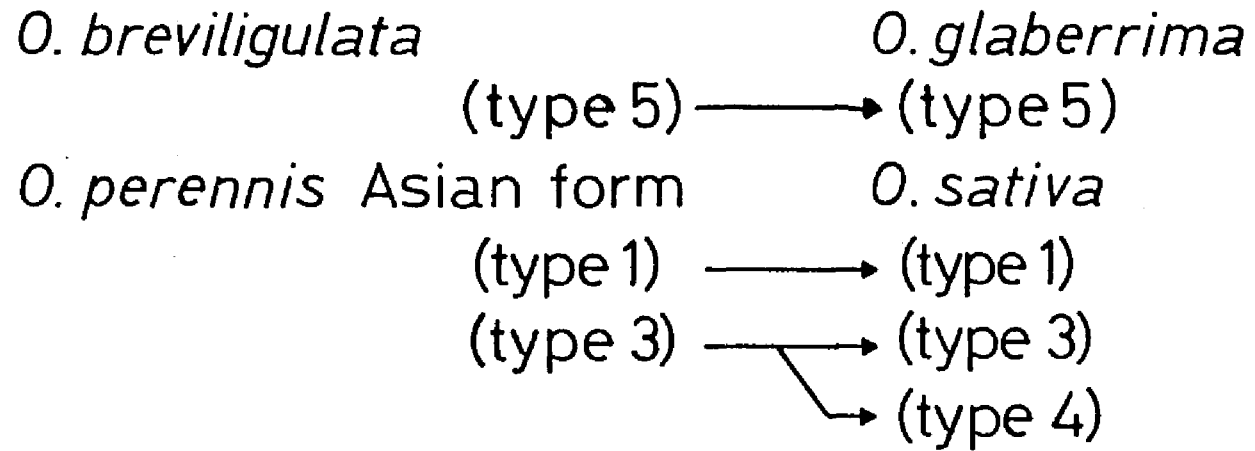 O. breviligulata O. glaberrima
(type 5) (type 5)
O. perennis Asian form O. sativa
(type 1) (type 1)
(type 3) (type 3)
(type 4)